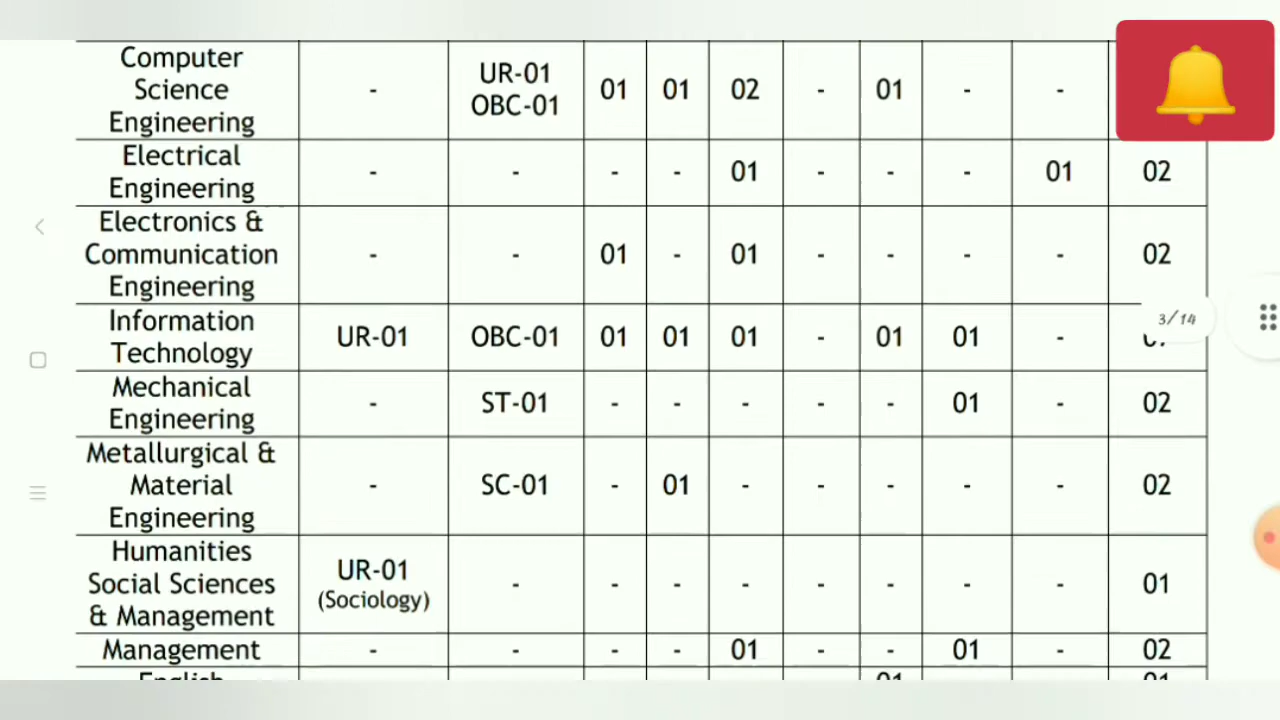 Computer Science Engineering - UR-01 OBC-01 01 01 02 - 01 - -
Electrical Engineering - - - - 01 - - - 01 02
Electronics & Communication Engineering - - 01 - 01 - - - - 02
Information Technology UR-01 OBC-01 01 01 01 - 01 01 -
3/14
Mechanical Engineering - ST-01 - - - - - 01 - 02
Metallurgical & Material Engineering - SC-01 - 01 - - - - - 02
Humanities Social Sciences & Management UR-01 (Sociology) - - - - - - - - 01
Management - - - - 01 - - 01 - 02